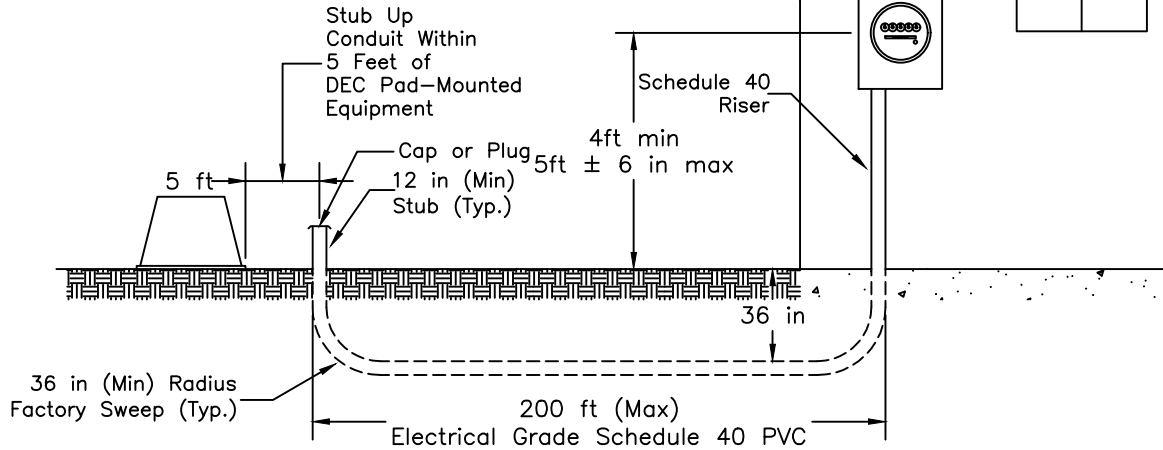 Stub Up
Conduit Within
5 Feet of
DEC Pad-Mounted
Equipment
Schedule 40
Riser
4ft min
5ft ± 6 in max
Cap or Plug
5 ft
12 in (Min)
Stub (Typ.)
36 in
36 in (Min) Radius
Factory Sweep (Typ.)
200 ft (Max)
Electrical Grade Schedule 40 PVC